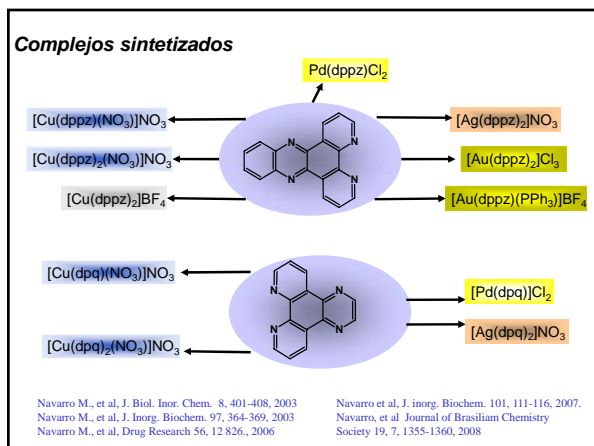 Complejos sintetizados
Pd(dppz)Cl2
[Cu(dppz)(NO3)]NO3
[Ag(dppz)2]NO3
[Cu(dppz)2(NO3)]NO3
[Au(dppz)2]Cl3
[Cu(dppz)2]BF4
[Au(dppz)(PPh3)]BF4
N
N
N
N
[Cu(dpq)(NO3)]NO3
[Pd(dpq)]Cl2
[Ag(dpq)2]NO3
[Cu(dpq)2(NO3)]NO3
N
N
N
N
Navarro M., et al, J. Biol. Inor. Chem. 8, 401-408, 2003
Navarro M., et al, J. Inorg. Biochem. 97, 364-369, 2003
Navarro M., et al, Drug Research 56, 12 826., 2006
Navarro et al, J. inorg. Biochem. 101, 111-116, 2007.
Navarro, et al Journal of Brasiliam Chemistry
Society 19, 7, 1355-1360, 2008